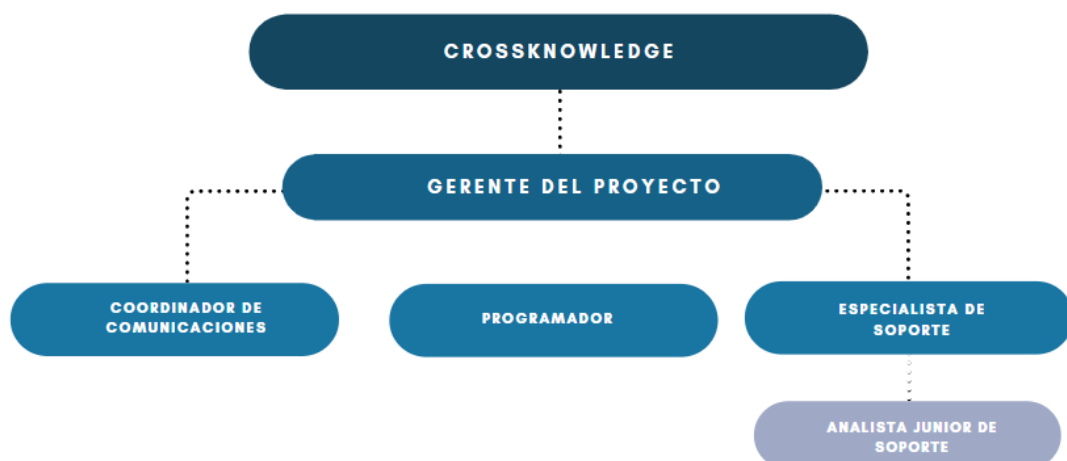 CROSSKNOWLEDGE
GERENTE DEL PROYECTO
COORDINADOR DE
COMUNICACIONES
PROGRAMADOR
ESPECIALISTA DE
SOPORTE
ANALISTA JUNIOR DE
SOPORTE